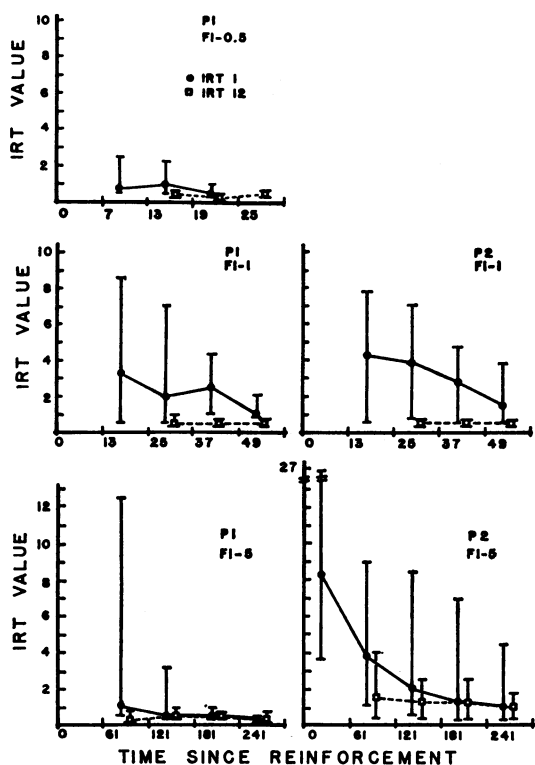 P1
FI-0.5
IRT 1
IRT 12
IRT VALUE
10
8
6
4
2
0 7 13 19 25
P1
FI-1
IRT VALUE
10
8
6
4
2
0 13 25 37 49
P2
FI-1
0 13 25 37 49
P1
FI-5
IRT VALUE
12
10
8
6
4
2
0 61 121 181 241
27
P2
FI-5
0 61 121 181 241
TIME SINCE REINFORCEMENT